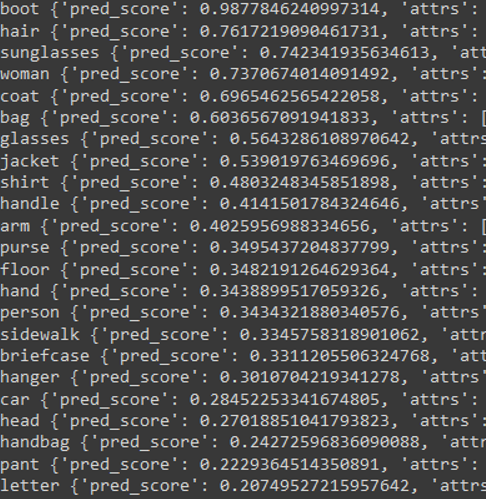 boot {'pred_score': 0.9877846240997314, 'attrs':
hair {'pred_score': 0.7617219090461731, 'attrs':
sunglasses {'pred_score': 0.742341935634613, 'at
woman {'pred_score': 0.7370674014091492, 'attrs'
coat {'pred_score': 0.6965462565422058, 'attrs':
bag {'pred_score': 0.6036567091941833, 'attrs': [
glasses {'pred_score': 0.5643286108970642, 'attrs
jacket {'pred_score': 0.539019763469696, 'attrs':
shirt {'pred_score': 0.4803248345851898, 'attrs'
handle {'pred_score': 0.4141501784324646, 'attrs
arm {'pred_score': 0.4025956988334656, 'attrs': [
purse {'pred_score': 0.3495437204837799, 'attrs'
floor {'pred_score': 0.3482191264629364, 'attrs'
hand {'pred_score': 0.3438899517059326, 'attrs':
person {'pred_score': 0.3434321880340576, 'attrs
sidewalk {'pred_score': 0.3345758318901062, 'att
briefcase {'pred_score': 0.3311205506324768, 'at
hanger {'pred_score': 0.3010704219341278, 'attrs
car {'pred_score': 0.28452253341674805, 'attrs':
head {'pred_score': 0.27018851041793823, 'attrs'
handbag {'pred_score': 0.24272596836090088, 'att
pant {'pred_score': 0.2229364514350891, 'attrs':
letter {'pred_score': 0.20749527215957642, 'attrs